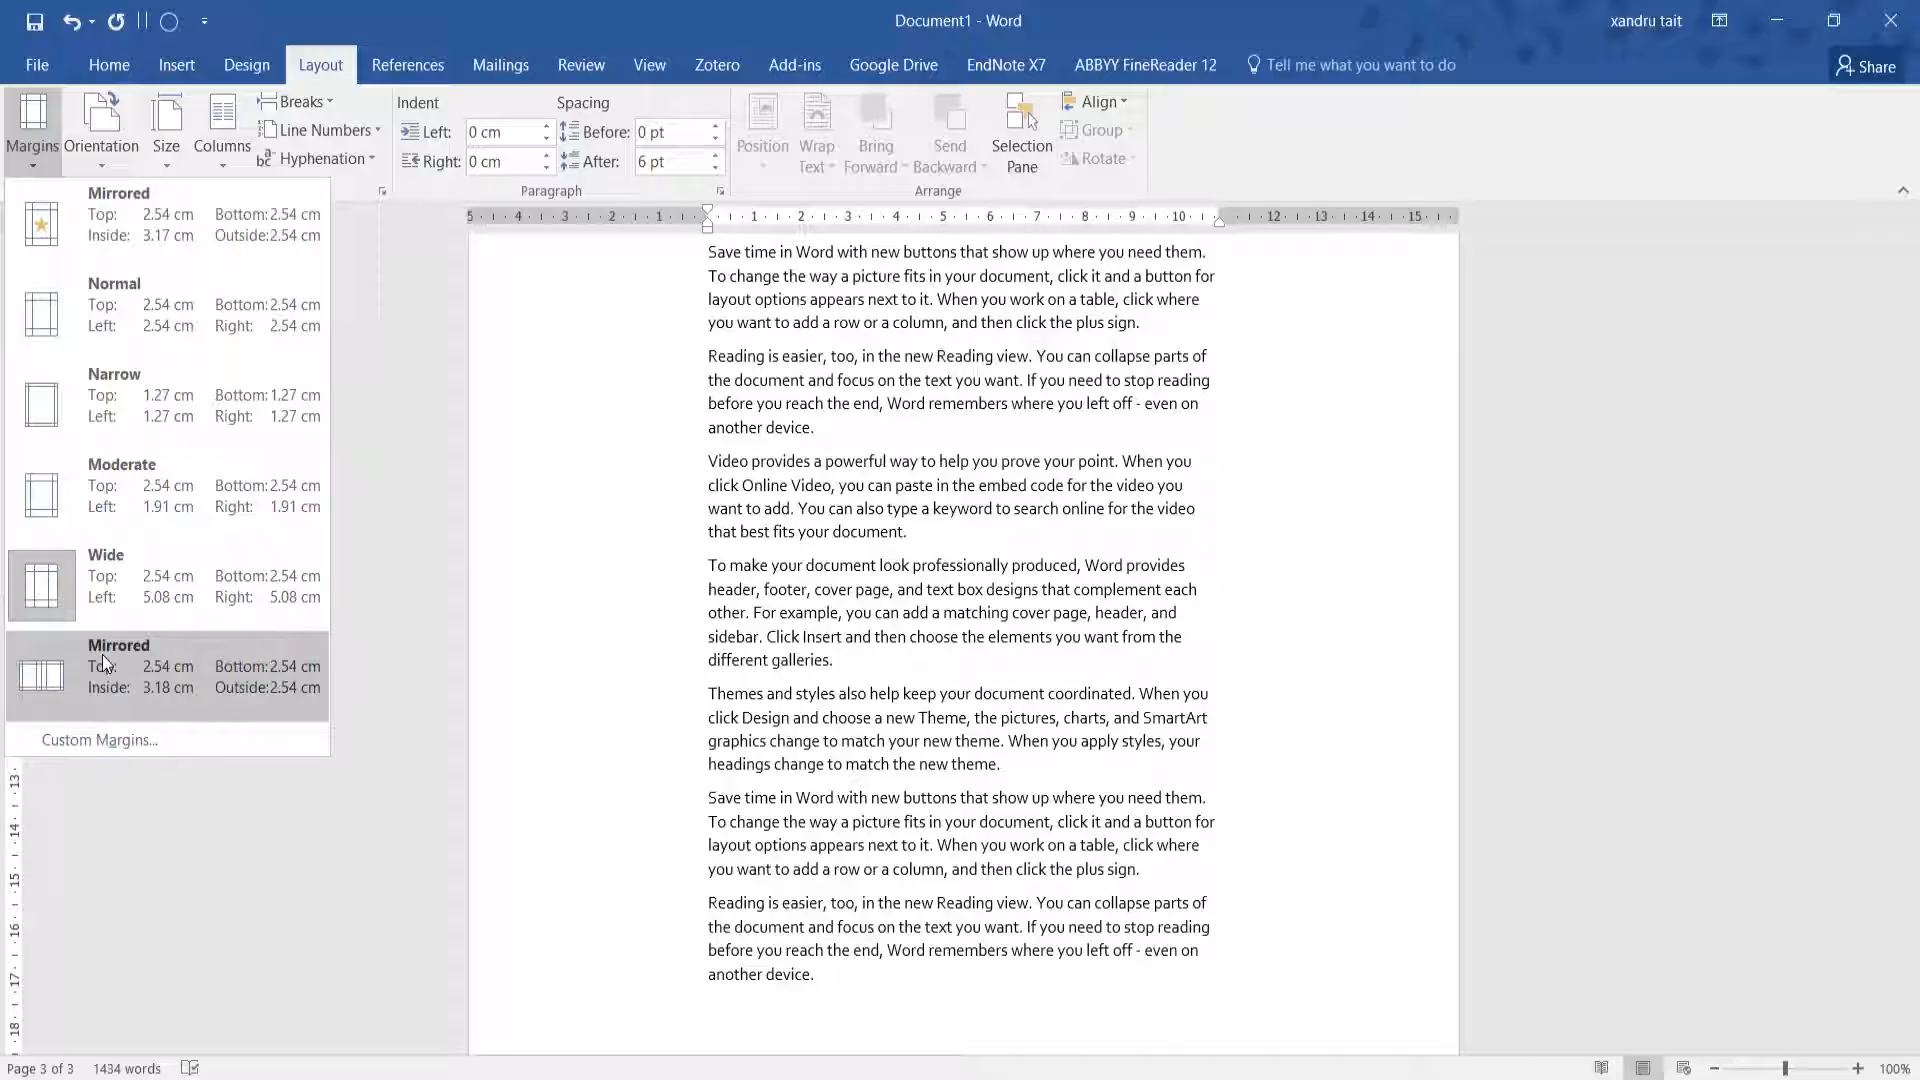 Document1 - Word
xandru tait
File Home Insert Design Layout References Mailings Review View Zotero Add-ins Google Drive EndNote X7 ABBYY FineReader 12 Tell me what you want to do Share
Margins Orientation Size Columns
Breaks
Line Numbers
Hyphenation
Indent Spacing
Left: 0 cm Before: 0 pt
Right: 0 cm After: 6 pt
Paragraph
Position Wrap Text Bring Forward Send Backward Selection Pane
Align
Group
Rotate
Arrange
Mirrored
Top: 2.54 cm Bottom: 2.54 cm
Inside: 3.17 cm Outside: 2.54 cm
Normal
Top: 2.54 cm Bottom: 2.54 cm
Left: 2.54 cm Right: 2.54 cm
Narrow
Top: 1.27 cm Bottom: 1.27 cm
Left: 1.27 cm Right: 1.27 cm
Moderate
Top: 2.54 cm Bottom: 2.54 cm
Left: 1.91 cm Right: 1.91 cm
Wide
Top: 2.54 cm Bottom: 2.54 cm
Left: 5.08 cm Right: 5.08 cm
Mirrored
Top: 2.54 cm Bottom: 2.54 cm
Inside: 3.18 cm Outside: 2.54 cm
Custom Margins...
5 4 3 2 1 1 2 3 4 5 6 7 8 9 10 12 13 14 15
13
14
15
16
17
18
Save time in Word with new buttons that show up where you need them.
To change the way a picture fits in your document, click it and a button for
layout options appears next to it. When you work on a table, click where
you want to add a row or a column, and then click the plus sign.
Reading is easier, too, in the new Reading view. You can collapse parts of
the document and focus on the text you want. If you need to stop reading
before you reach the end, Word remembers where you left off - even on
another device.
Video provides a powerful way to help you prove your point. When you
click Online Video, you can paste in the embed code for the video you
want to add. You can also type a keyword to search online for the video
that best fits your document.
To make your document look professionally produced, Word provides
header, footer, cover page, and text box designs that complement each
other. For example, you can add a matching cover page, header, and
sidebar. Click Insert and then choose the elements you want from the
different galleries.
Themes and styles also help keep your document coordinated. When you
click Design and choose a new Theme, the pictures, charts, and SmartArt
graphics change to match your new theme. When you apply styles, your
headings change to match the new theme.
Save time in Word with new buttons that show up where you need them.
To change the way a picture fits in your document, click it and a button for
layout options appears next to it. When you work on a table, click where
you want to add a row or a column, and then click the plus sign.
Reading is easier, too, in the new Reading view. You can collapse parts of
the document and focus on the text you want. If you need to stop reading
before you reach the end, Word remembers where you left off - even on
another device.
Page 3 of 3 1434 words 100%